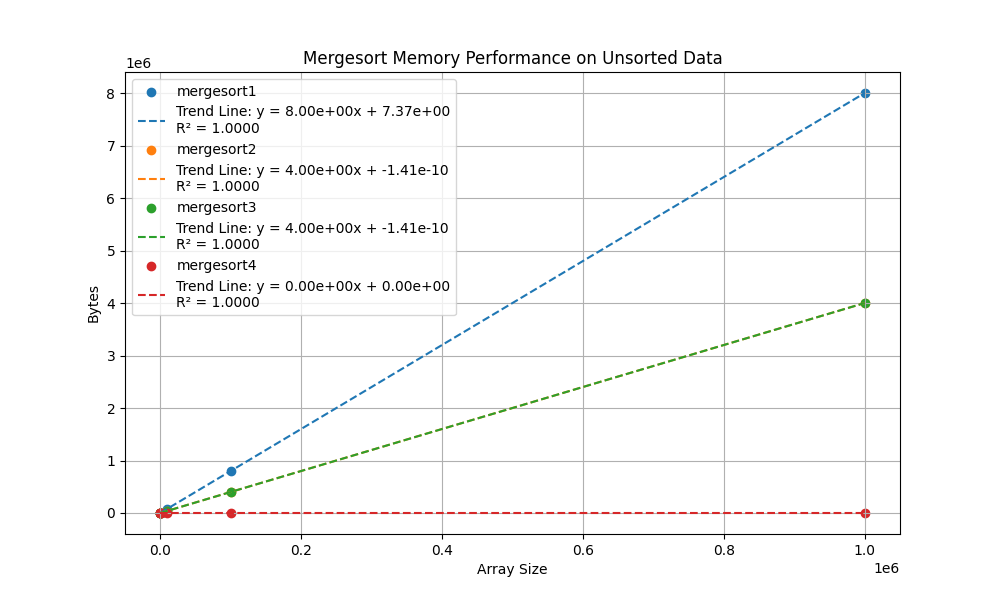 Mergesort Memory Performance on Unsorted Data
1e6
8
7
6
5
4
3
2
1
0
Bytes
mergesort1
Trend Line: y = 8.00e+00x + 7.37e+00
R² = 1.0000
mergesort2
Trend Line: y = 4.00e+00x + -1.41e-10
R² = 1.0000
mergesort3
Trend Line: y = 4.00e+00x + -1.41e-10
R² = 1.0000
mergesort4
Trend Line: y = 0.00e+00x + 0.00e+00
R² = 1.0000
0.0 0.2 0.4 0.6 0.8 1.0
Array Size
1e6